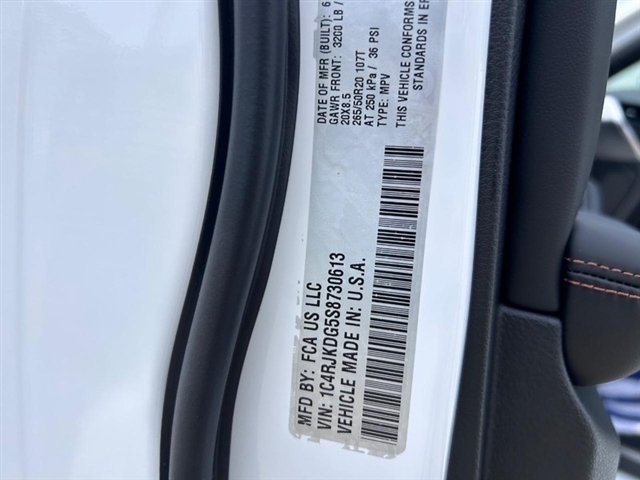 MFD BY: FCA US LLC
VIN: 1C4RJKDG5S8730613
VEHICLE MADE IN: U.S.A.
DATE OF MFR (BUILT): 6
GAWR FRONT: 3200 LB /
20X8.5
265/50R20 107T
AT 250 kPa / 36 PSI
TYPE: MPV
THIS VEHICLE CONFORMS
STANDARDS IN EF